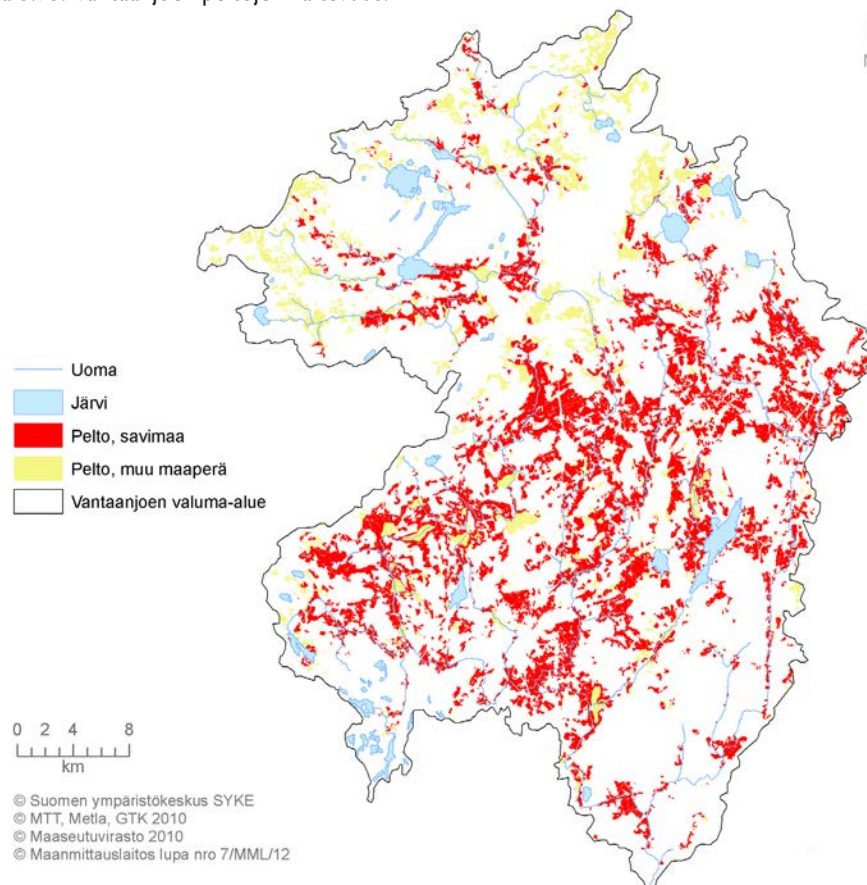 Uoma
Järvi
Pelto, savimaa
Pelto, muu maaperä
Vantaanjoen valuma-alue
0 2 4 8
km
© Suomen ympäristökeskus SYKE
© MTT, Metla, GTK 2010
© Maaseutuvirasto 2010
© Maanmittauslaitos lupa nro 7/MML/12